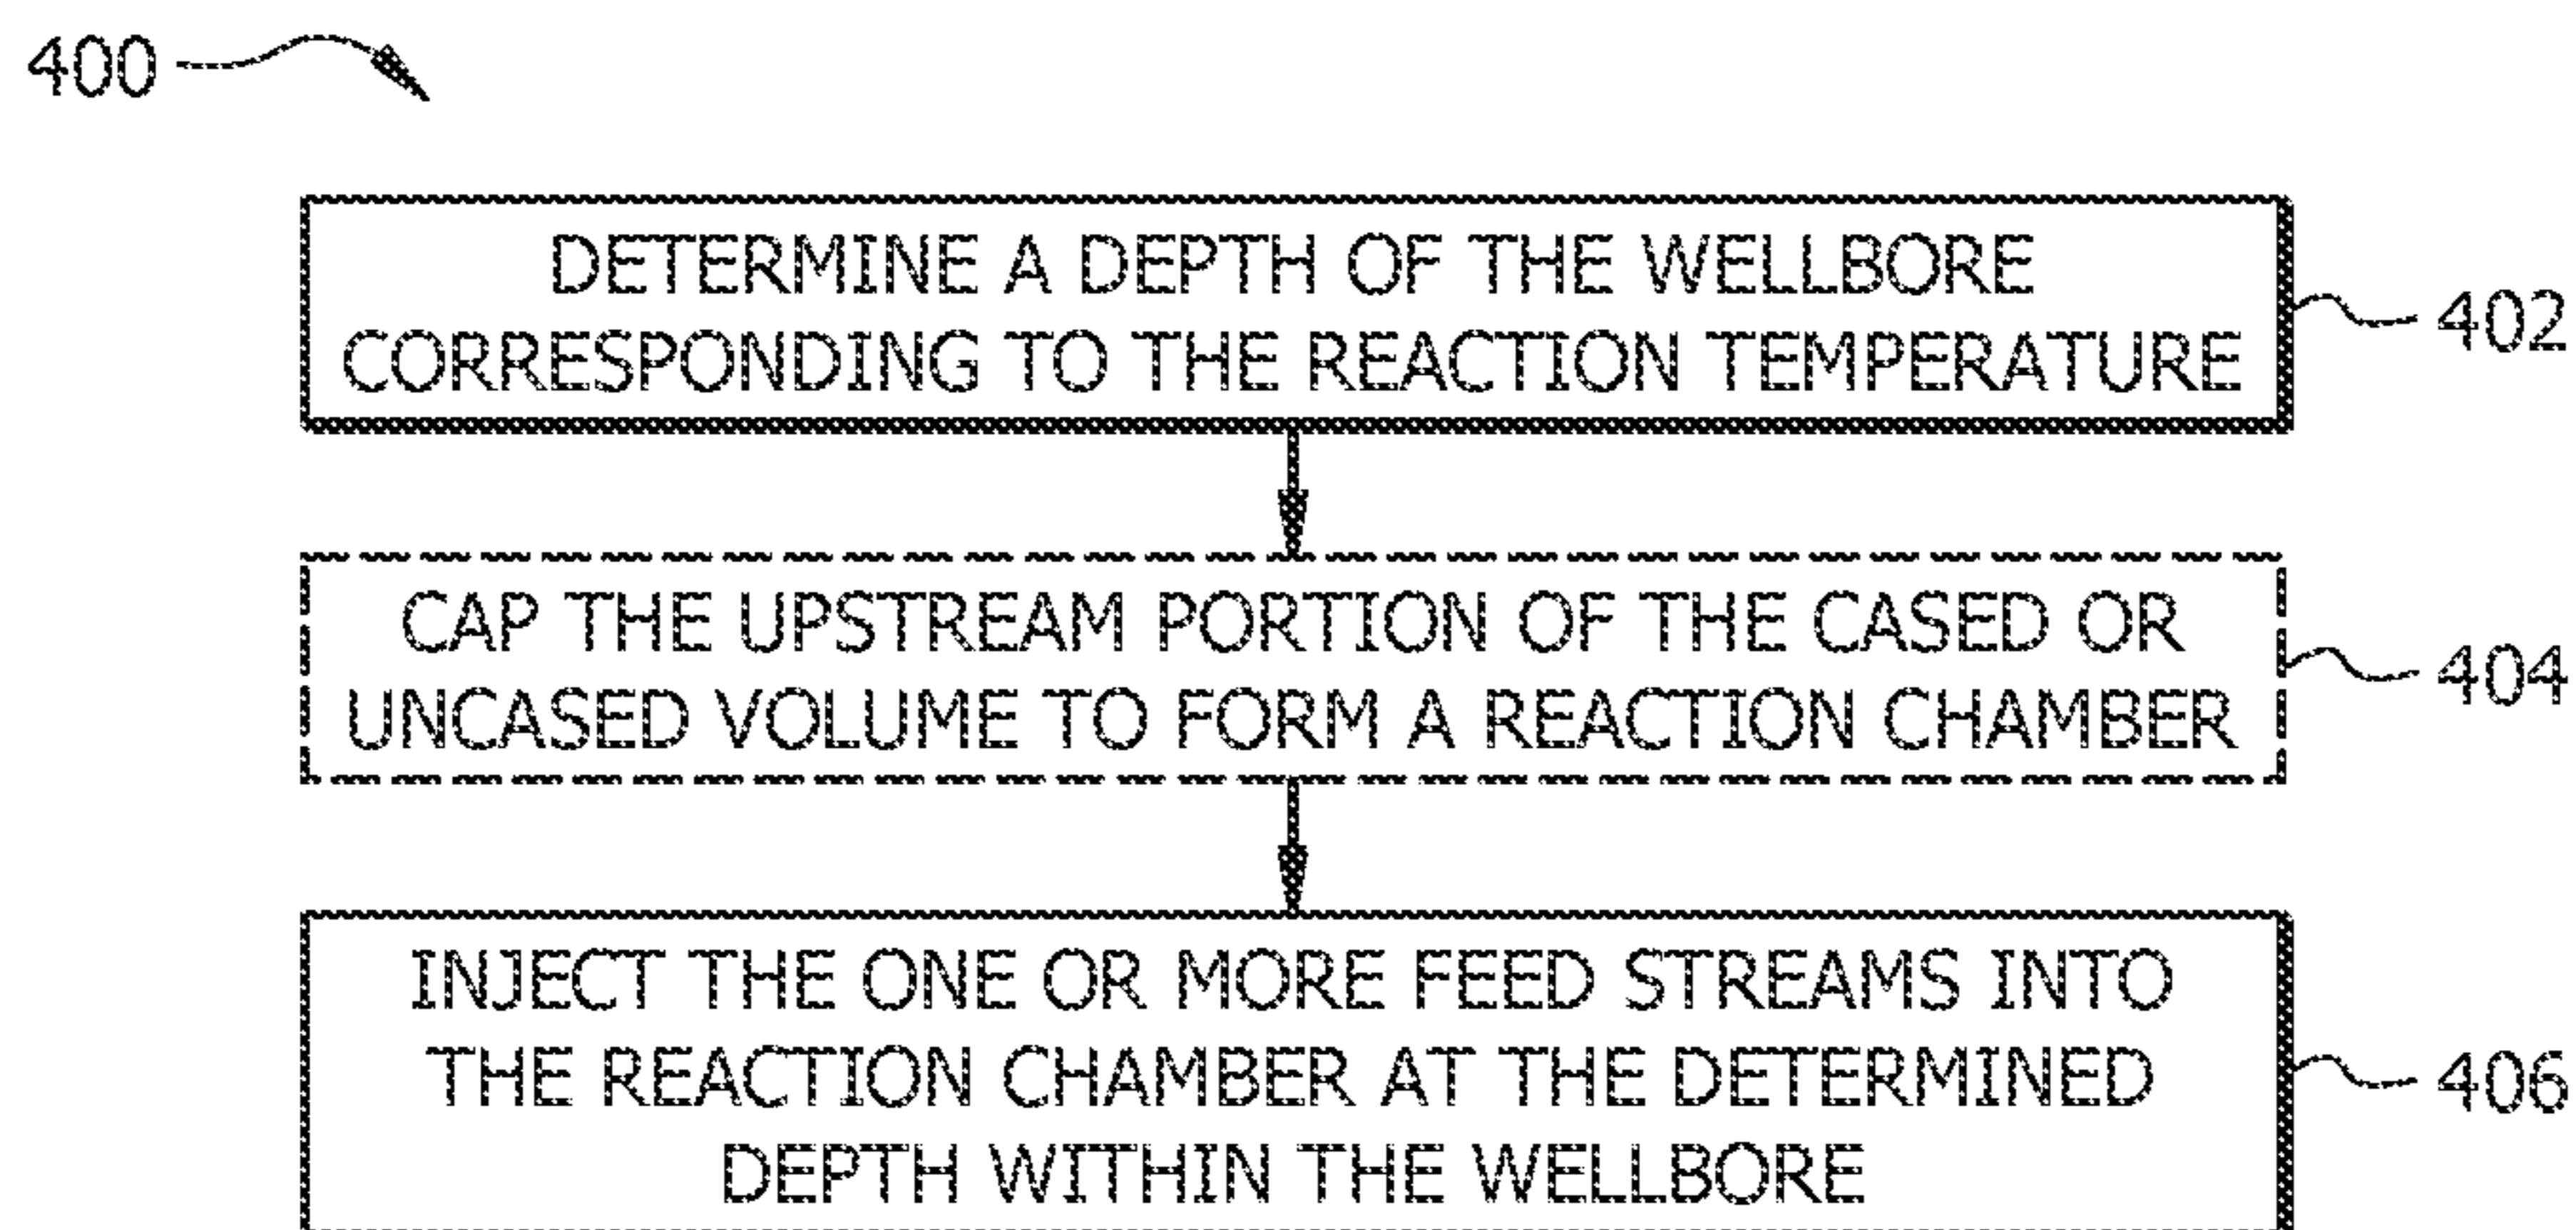 400
DETERMINE A DEPTH OF THE WELLBORE
CORRESPONDING TO THE REACTION TEMPERATURE
402
CAP THE UPSTREAM PORTION OF THE CASED OR
UNCASED VOLUME TO FORM A REACTION CHAMBER
404
INJECT THE ONE OR MORE FEED STREAMS INTO
THE REACTION CHAMBER AT THE DETERMINED
DEPTH WITHIN THE WELLBORE
406